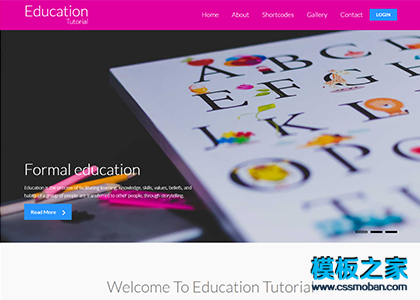 Education
Tutorial
Home About Shortcodes Gallery Contact LOGIN
A B C D
E F G
K
O P
Formal education
Education is the process of facilitating learning, knowledge, skills, values, beliefs, and
habits of a group of people are transferred to other people, through storytelling,
Read More
Welcome To Education Tutorial
模板之家
www.cssmoban.com